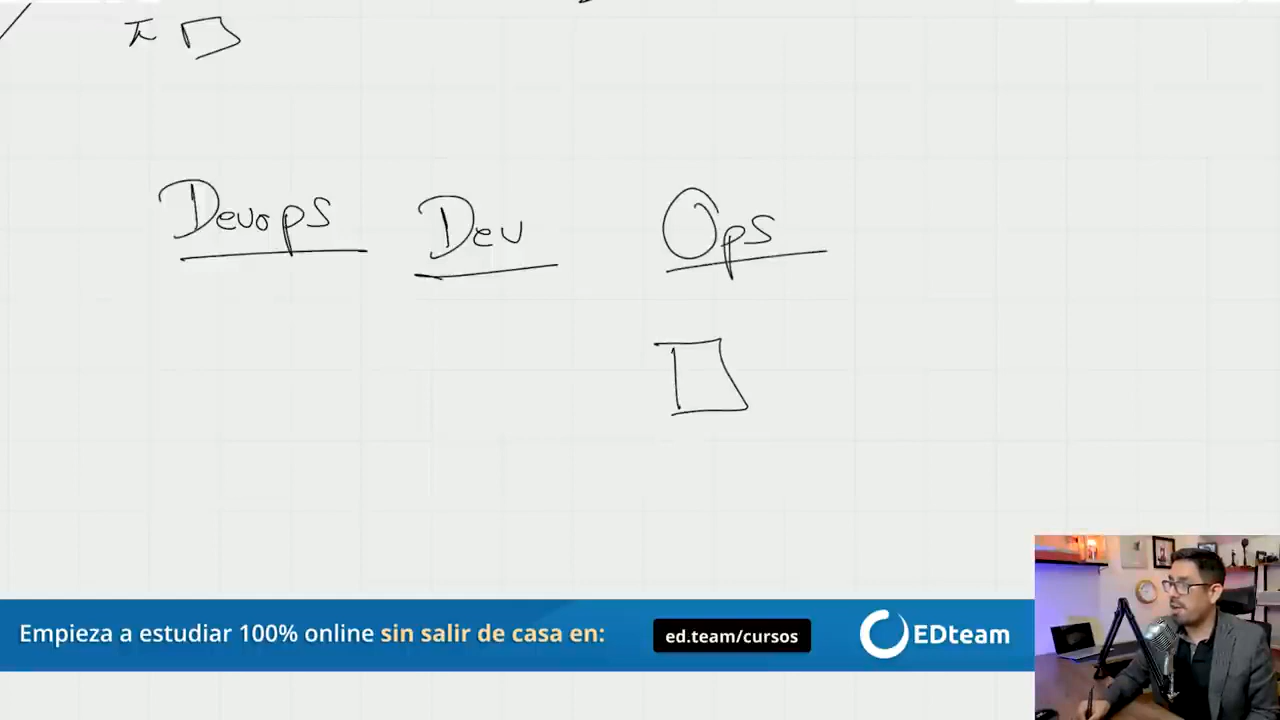 Devops Dev Ops
Empieza a estudiar 100% online sin salir de casa en: ed.team/cursos EDteam